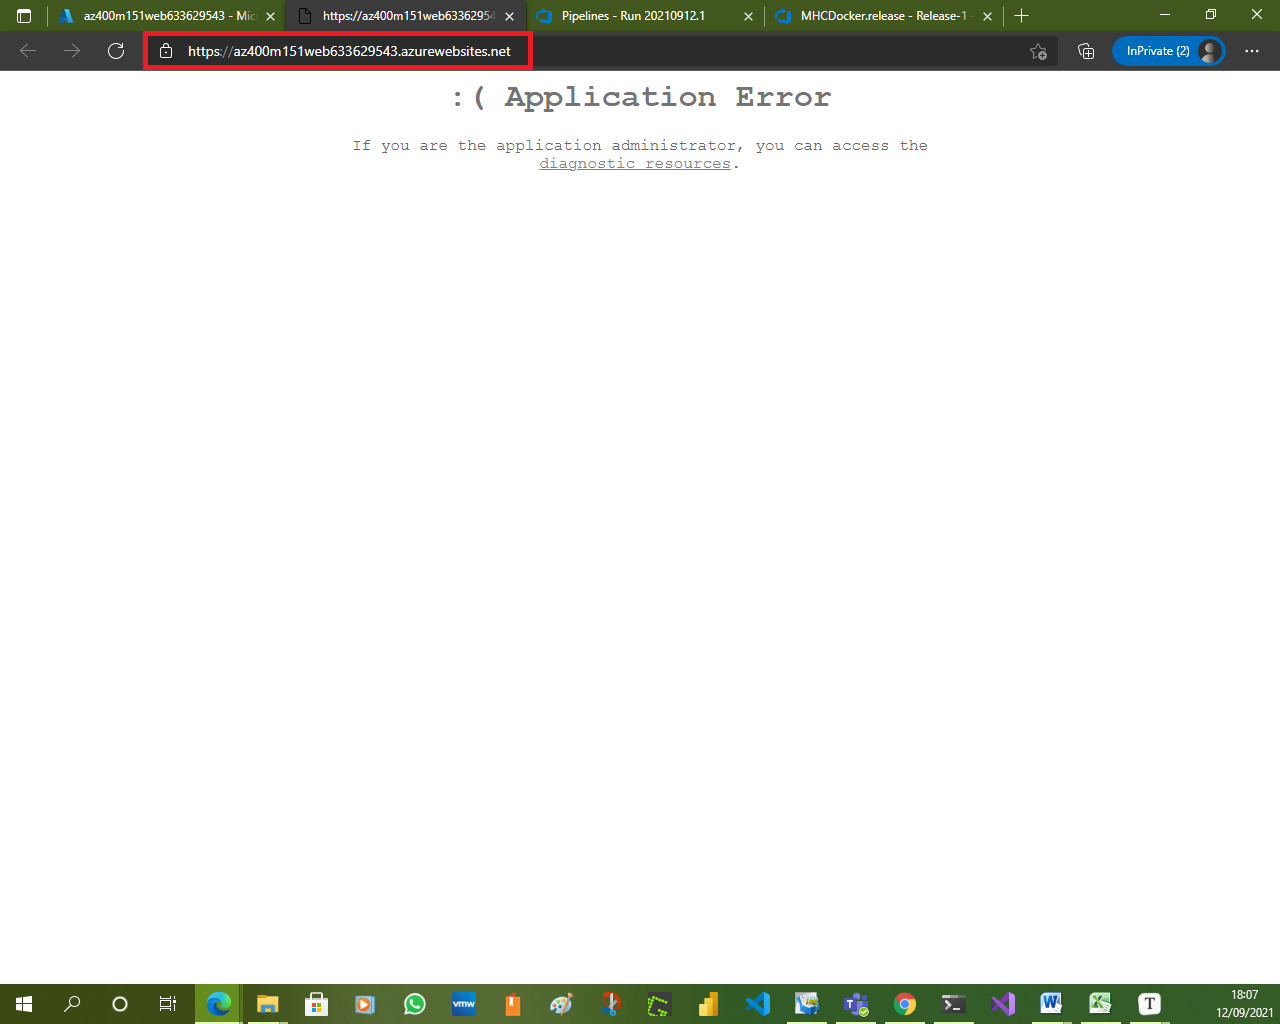 az400m151web633629543 - Mic
https://az400m151web63362954
Pipelines - Run 20210912.1
MHCDocker.release - Release-1 -
https://az400m151web633629543.azurewebsites.net
InPrivate (2)
:( Application Error
If you are the application administrator, you can access the
diagnostic resources.
vmw
T
18:07
12/09/2021